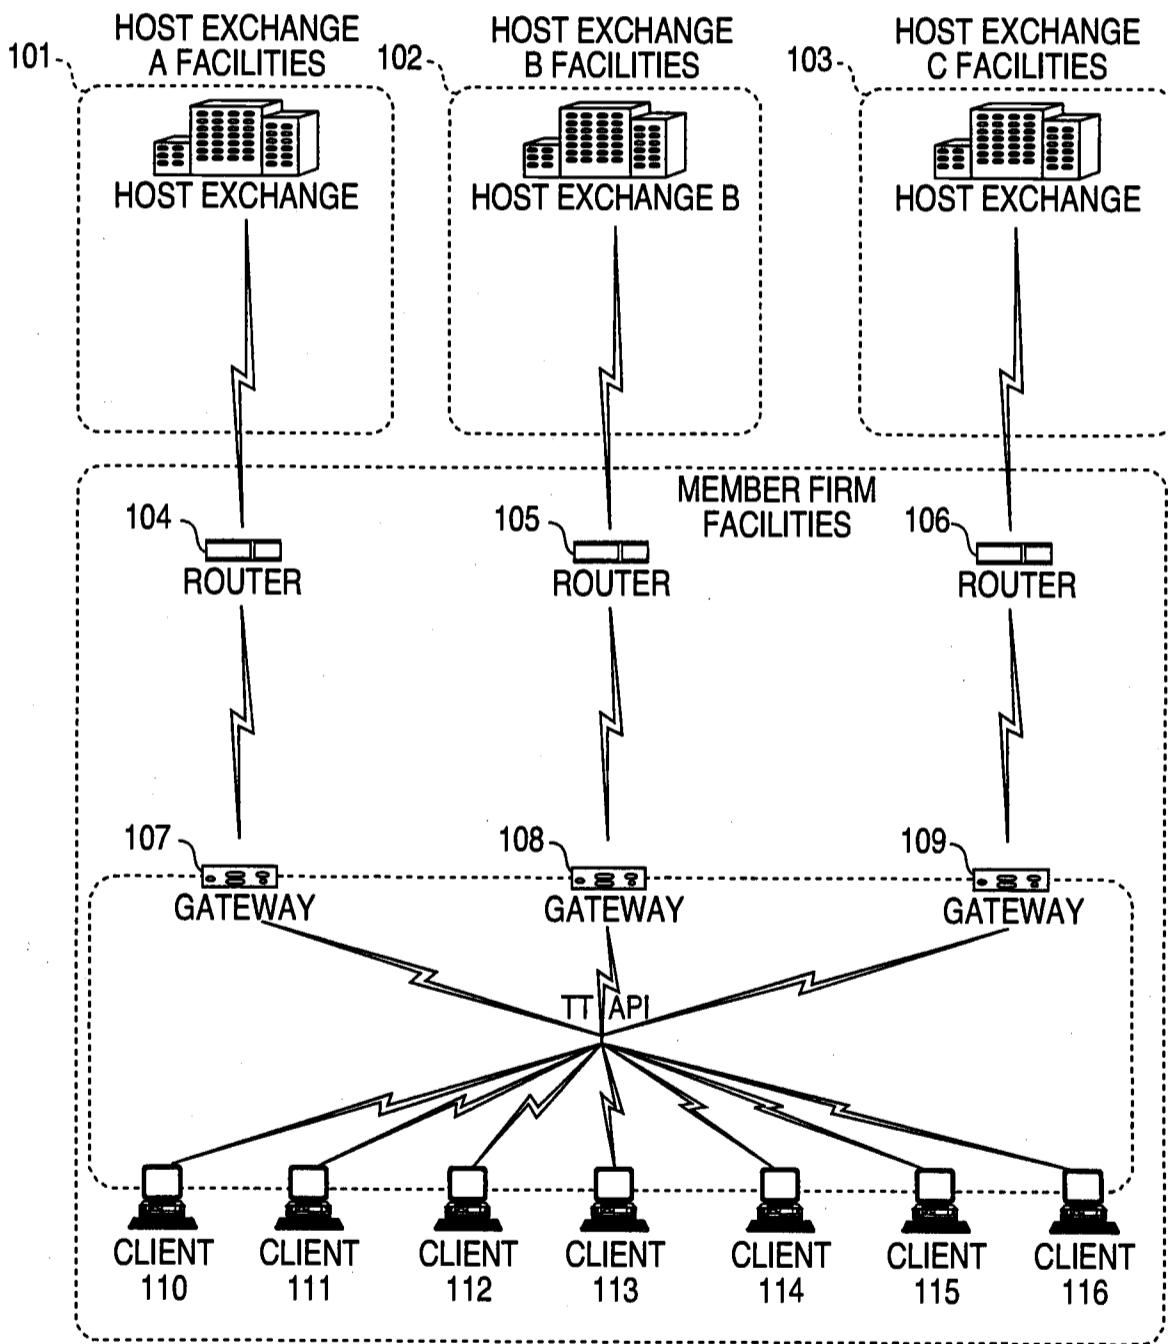 HOST EXCHANGE
A FACILITIES
HOST EXCHANGE
B FACILITIES
HOST EXCHANGE
C FACILITIES
101
102
103
HOST EXCHANGE
HOST EXCHANGE B
HOST EXCHANGE
MEMBER FIRM
FACILITIES
104
105
106
ROUTER
ROUTER
ROUTER
107
108
109
GATEWAY
GATEWAY
GATEWAY
TT API
CLIENT
110
CLIENT
111
CLIENT
112
CLIENT
113
CLIENT
114
CLIENT
115
CLIENT
116